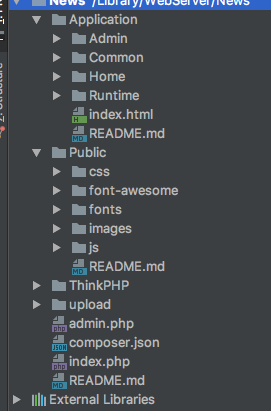 News ~/Library/WebServer/News
Application
Admin
Common
Home
Runtime
index.html
README.md
Public
css
font-awesome
fonts
images
js
README.md
ThinkPHP
upload
admin.php
composer.json
index.php
README.md
External Libraries